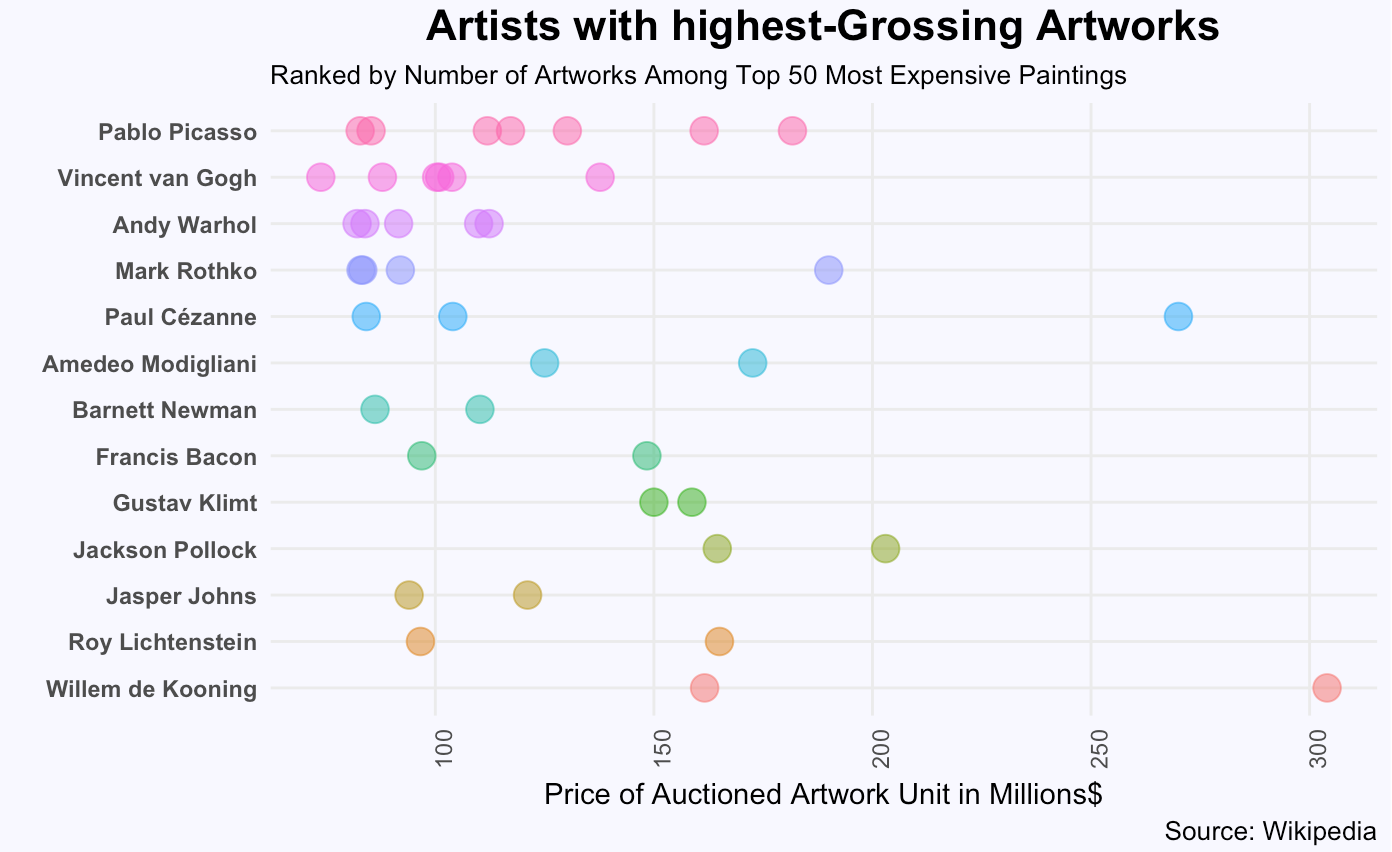 Artists with highest-Grossing Artworks
Ranked by Number of Artworks Among Top 50 Most Expensive Paintings
Pablo Picasso
Vincent van Gogh
Andy Warhol
Mark Rothko
Paul Cézanne
Amedeo Modigliani
Barnett Newman
Francis Bacon
Gustav Klimt
Jackson Pollock
Jasper Johns
Roy Lichtenstein
Willem de Kooning
100 150 200 250 300
Price of Auctioned Artwork Unit in Millions$
Source: Wikipedia